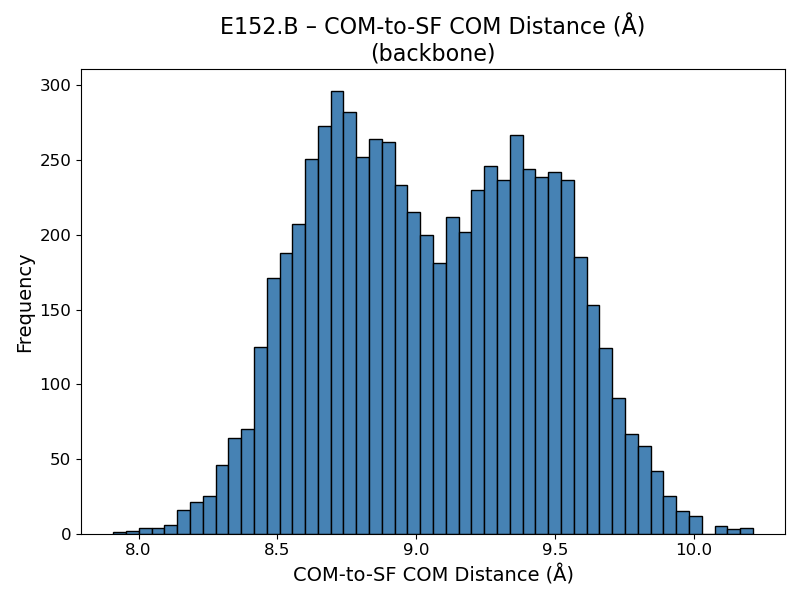 E152.B – COM-to-SF COM Distance (Å)
(backbone)
300
250
200
150
100
50
0
Frequency
8.0 8.5 9.0 9.5 10.0
COM-to-SF COM Distance (Å)